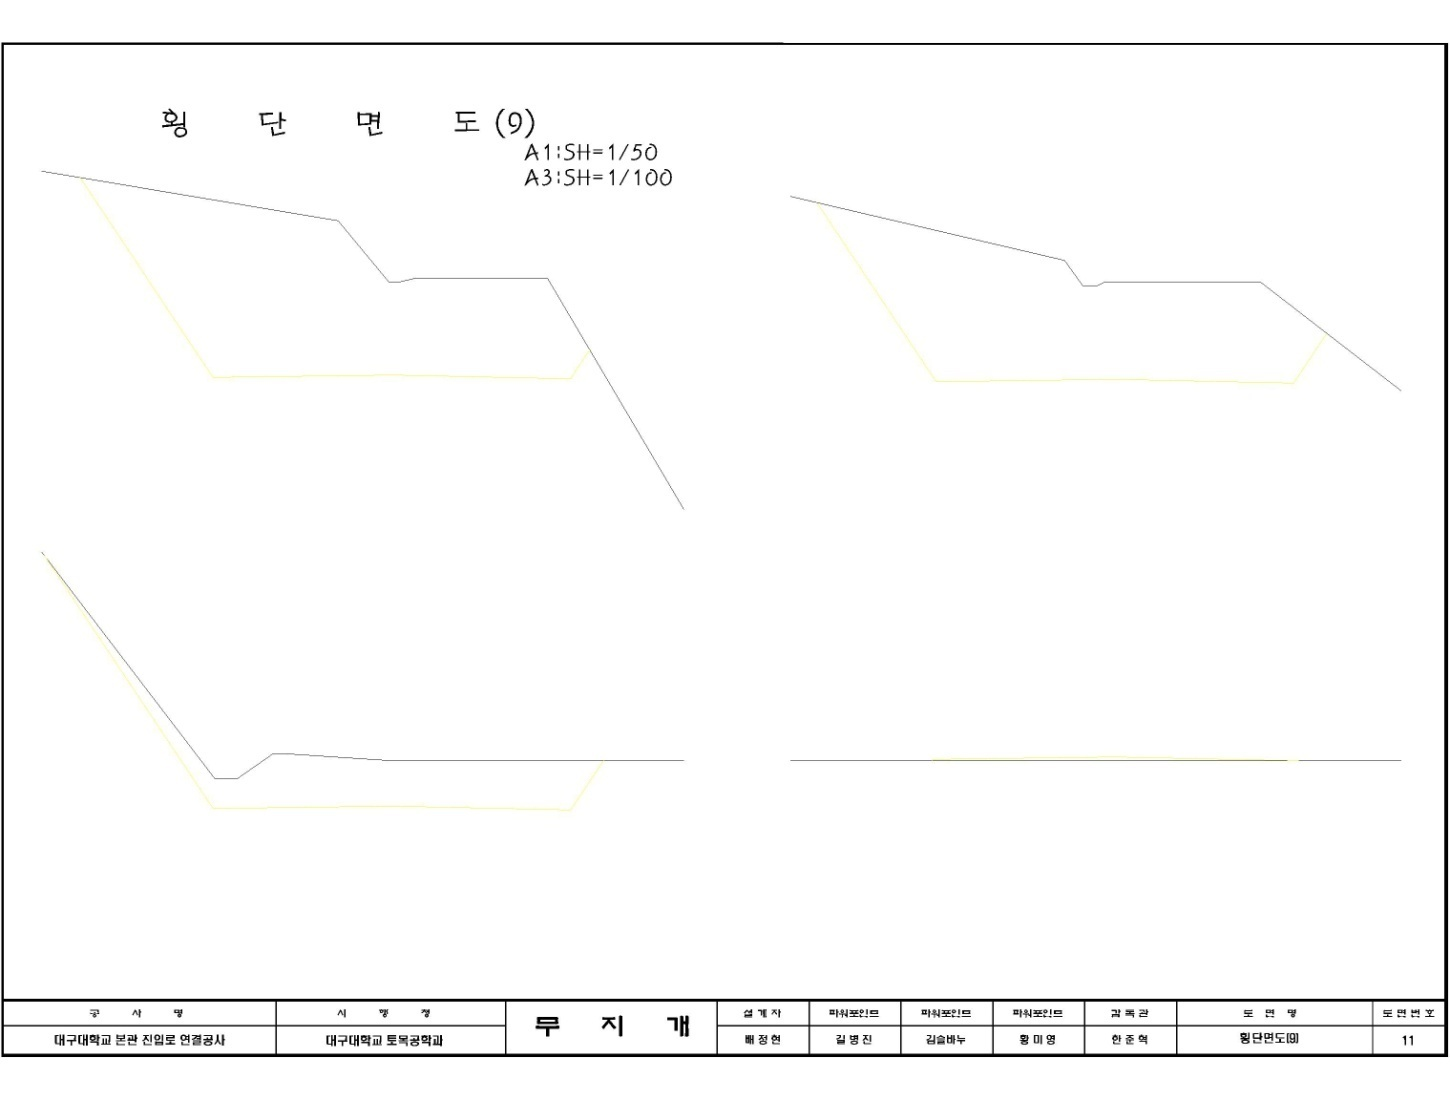 횡 단 면 도 (9)
A1:SH=1/50
A3:SH=1/100
공 사 명
시 행 청
무 지 개
설 계 자
파워포인트
파워포인트
파워포인트
감 독 관
도 면 명
도 면 번 호
대구대학교 본관 진입로 연결공사
대구대학교 토목공학과
배 정 현
길 병 진
김슬바누
황 미 영
한 준 혁
횡단면도(9)
11